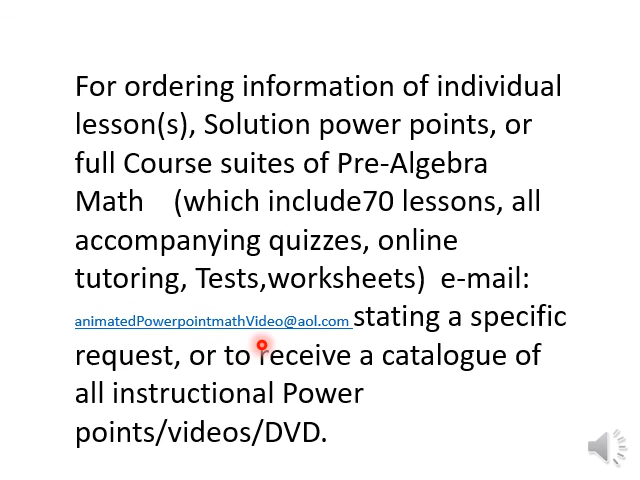 For ordering information of individual
lesson(s), Solution power points, or
full Course suites of Pre-Algebra
Math (which include70 lessons, all
accompanying quizzes, online
tutoring, Tests,worksheets) e-mail:
animatedPowerpointmathVideo@aol.com stating a specific
request, or to receive a catalogue of
all instructional Power
points/videos/DVD.